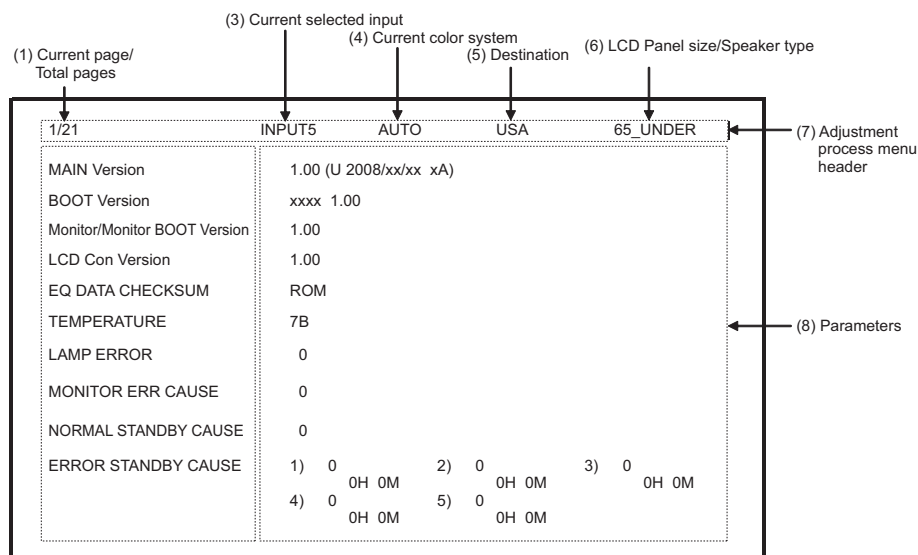 (3) Current selected input
(4) Current color system
(6) LCD Panel size/Speaker type
(1) Current page/
Total pages
(5) Destination
1/21 INPUT5 AUTO USA 65_UNDER
(7) Adjustment
process menu
header
MAIN Version 1.00 (U 2008/xx/xx xA)
BOOT Version xxxx 1.00
Monitor/Monitor BOOT Version 1.00
LCD Con Version 1.00
EQ DATA CHECKSUM ROM
TEMPERATURE 7B
(8) Parameters
LAMP ERROR 0
MONITOR ERR CAUSE 0
NORMAL STANDBY CAUSE 0
ERROR STANDBY CAUSE 1) 0 2) 0 3) 0
0H 0M 0H 0M 0H 0M
4) 0 5) 0
0H 0M 0H 0M